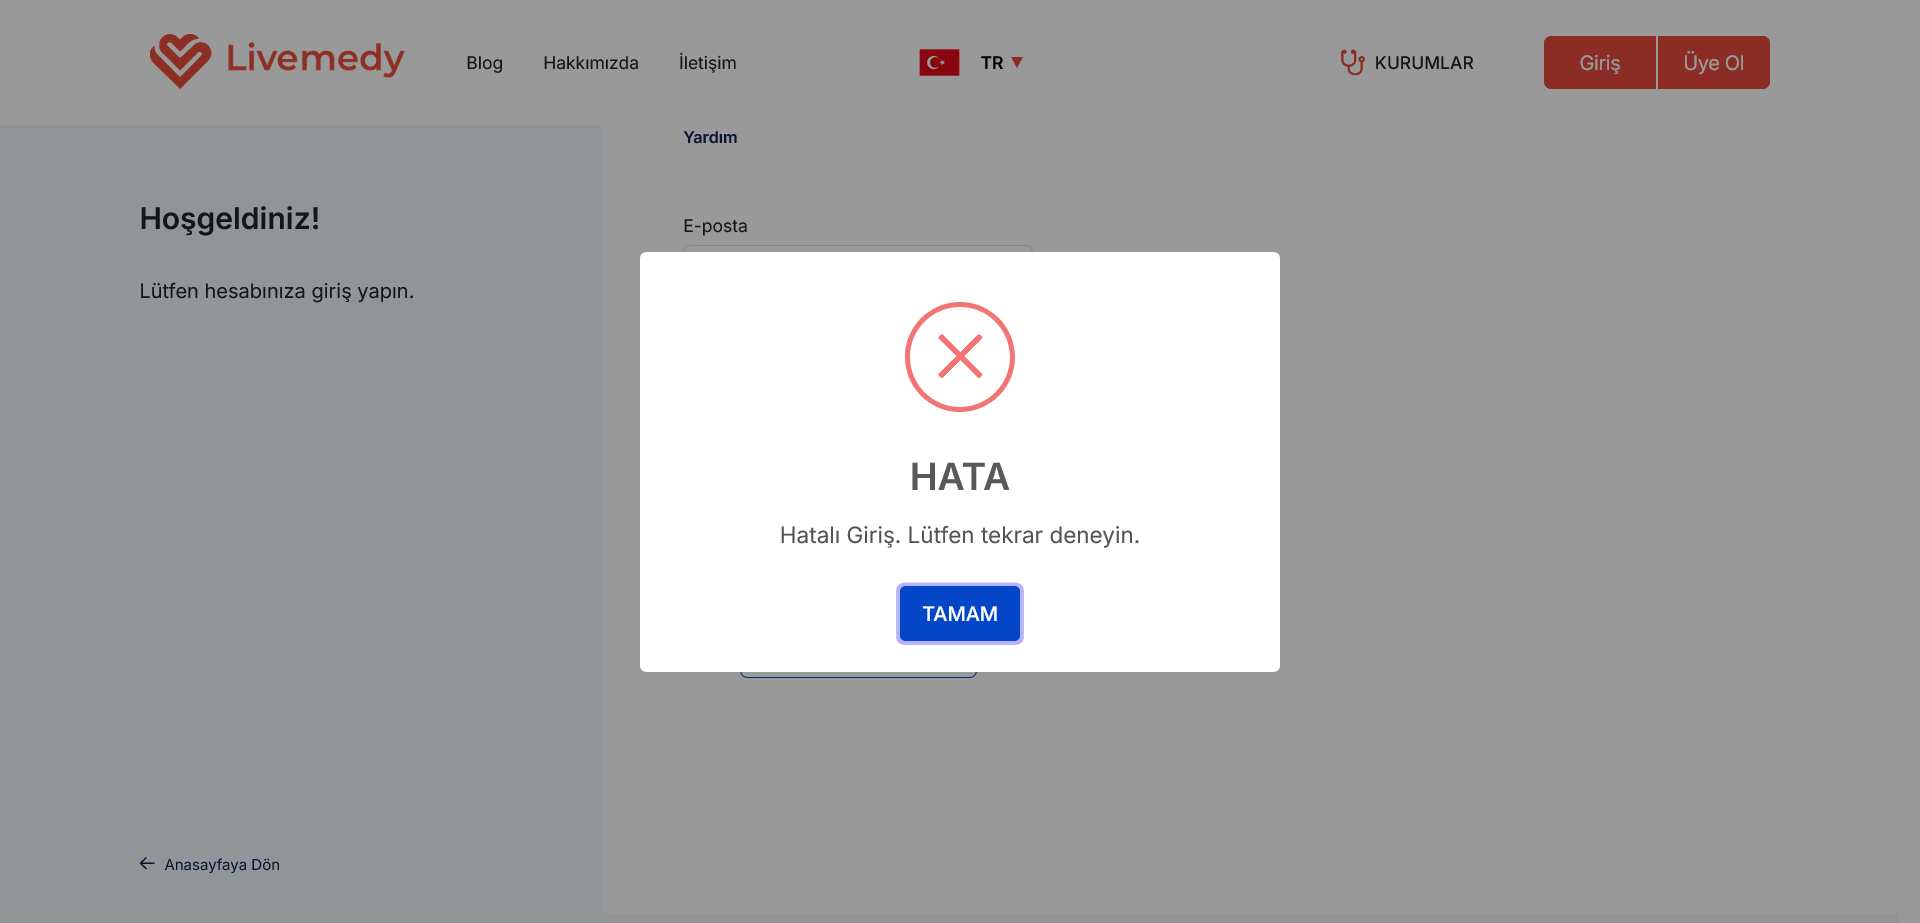 Livemedy
Blog
Hakkımızda
İletişim
TR
KURUMLAR
Giriş
Üye Ol
Yardım
Hoşgeldiniz!
E-posta
Lütfen hesabınıza giriş yapın.
HATA
Hatalı Giriş. Lütfen tekrar deneyin.
TAMAM
Anasayfaya Dön